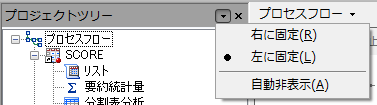 プロジェクトツリー
プロセスフロー
プロセスフロー
SCORE
リスト
要約統計量
分割表分析
右に固定(R)
左に固定(L)
自動非表示(A)